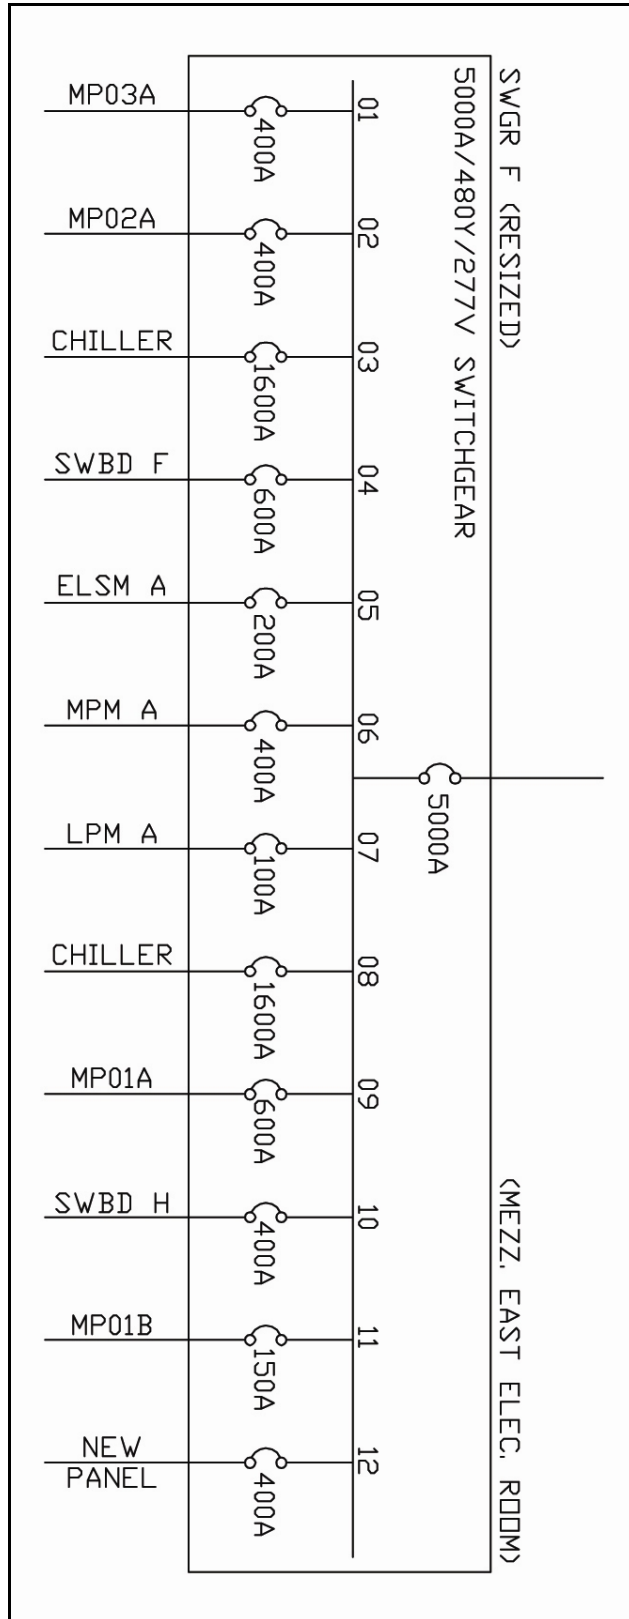 SWGR F (RESIZED)
(MEZZ. EAST ELEC. ROOM)
5000A/480Y/277V SWITCHGEAR
5000A
MP03A
400A
01
MP02A
400A
02
CHILLER
1600A
03
SWBD F
600A
04
ELSM A
200A
05
MPM A
400A
06
LPM A
100A
07
CHILLER
1600A
08
MP01A
600A
09
SWBD H
400A
10
MP01B
150A
11
NEW
PANEL
400A
12